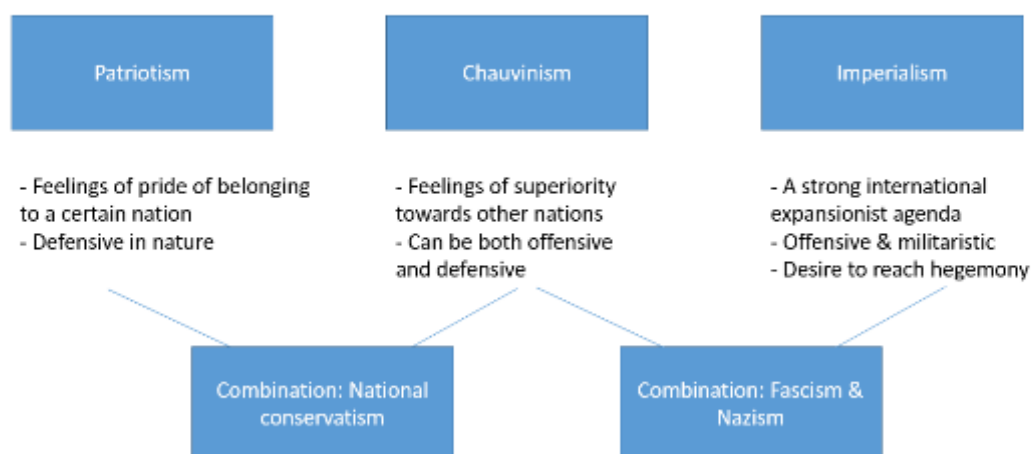 Patriotism
Chauvinism
Imperialism
- Feelings of pride of belonging
to a certain nation
- Defensive in nature
- Feelings of superiority
towards other nations
- Can be both offensive
and defensive
- A strong international
expansionist agenda
- Offensive & militaristic
- Desire to reach hegemony
Combination: National
conservatism
Combination: Fascism &
Nazism